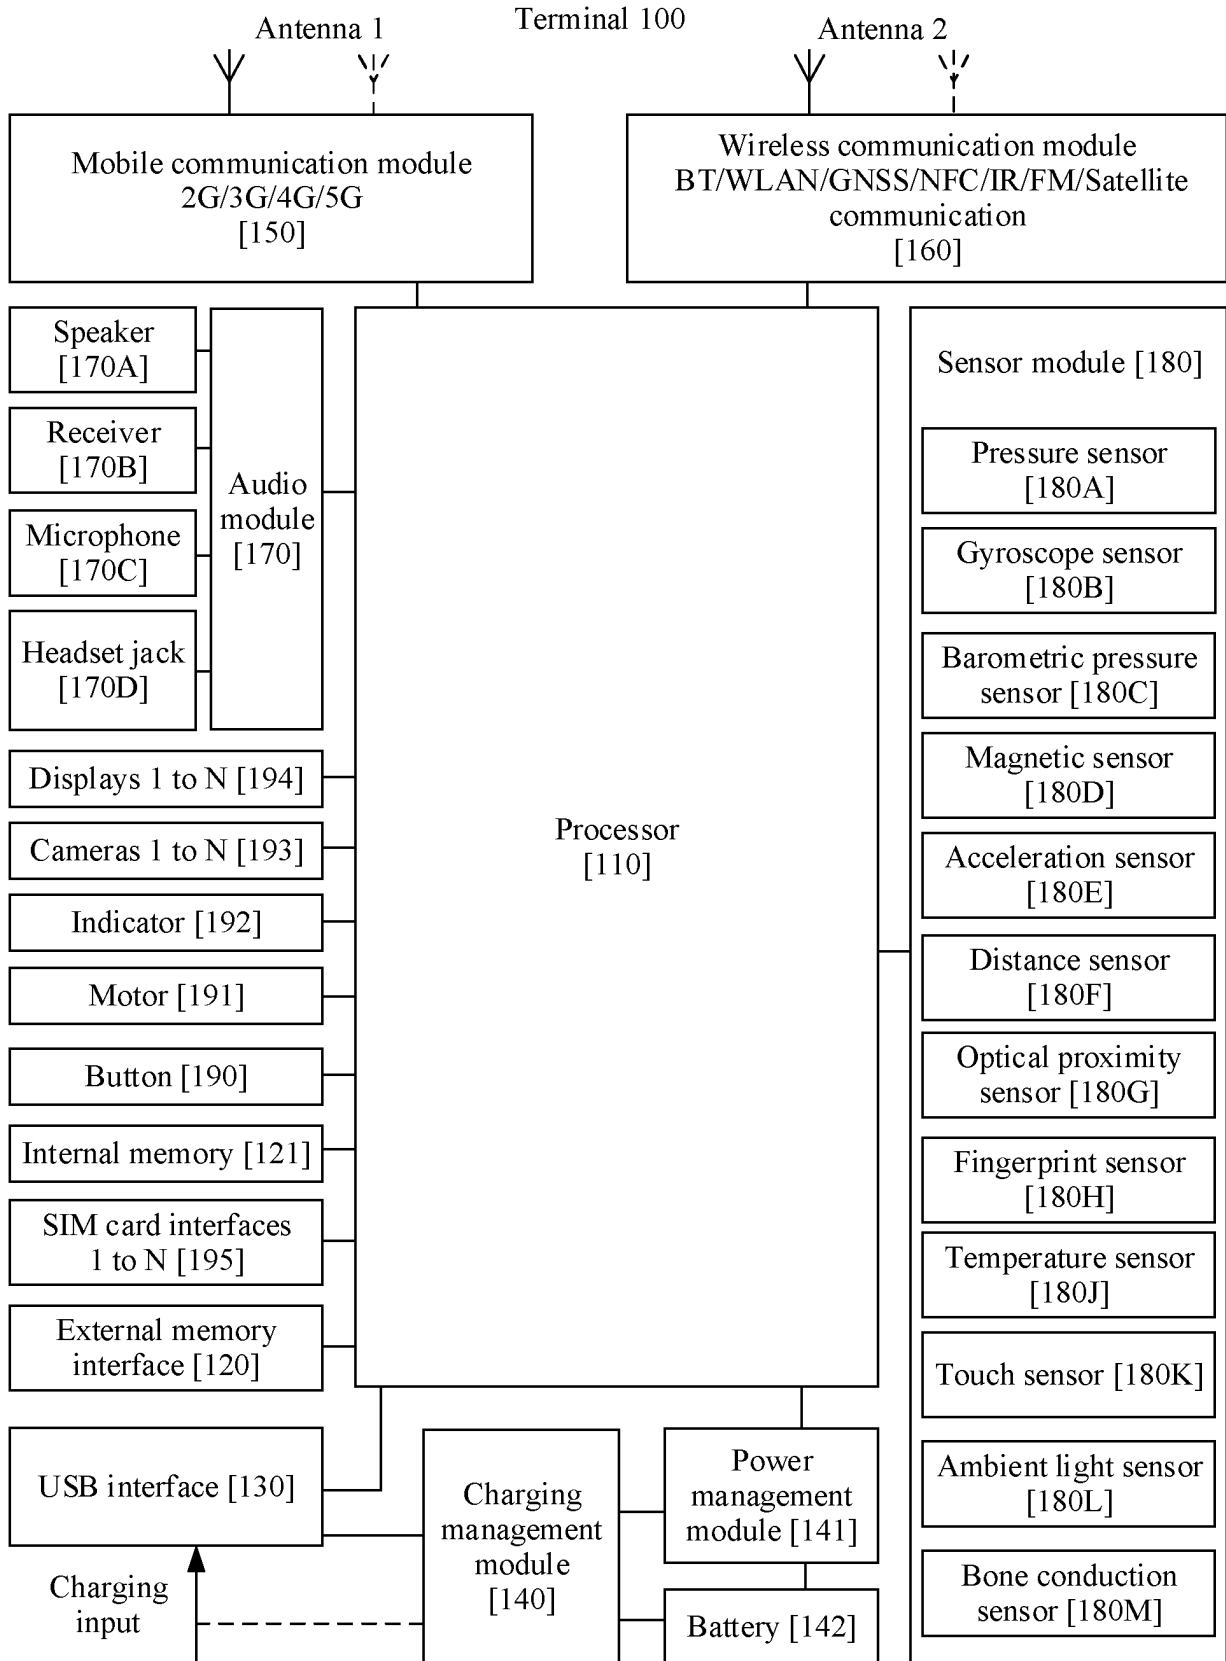 Terminal 100
Antenna 1
Antenna 2
Mobile communication module
2G/3G/4G/5G
[150]
Wireless communication module
BT/WLAN/GNSS/NFC/IR/FM/Satellite
communication
[160]
Speaker
[170A]
Receiver
[170B]
Microphone
[170C]
Headset jack
[170D]
Audio
module
[170]
Displays 1 to N [194]
Cameras 1 to N [193]
Indicator [192]
Motor [191]
Button [190]
Internal memory [121]
SIM card interfaces
1 to N [195]
External memory
interface [120]
Processor
[110]
Sensor module [180]
Pressure sensor
[180A]
Gyroscope sensor
[180B]
Barometric pressure
sensor [180C]
Magnetic sensor
[180D]
Acceleration sensor
[180E]
Distance sensor
[180F]
Optical proximity
sensor [180G]
Fingerprint sensor
[180H]
Temperature sensor
[180J]
Touch sensor [180K]
Ambient light sensor
[180L]
Bone conduction
sensor [180M]
USB interface [130]
Charging
input
Charging
management
module
[140]
Power
management
module [141]
Battery [142]